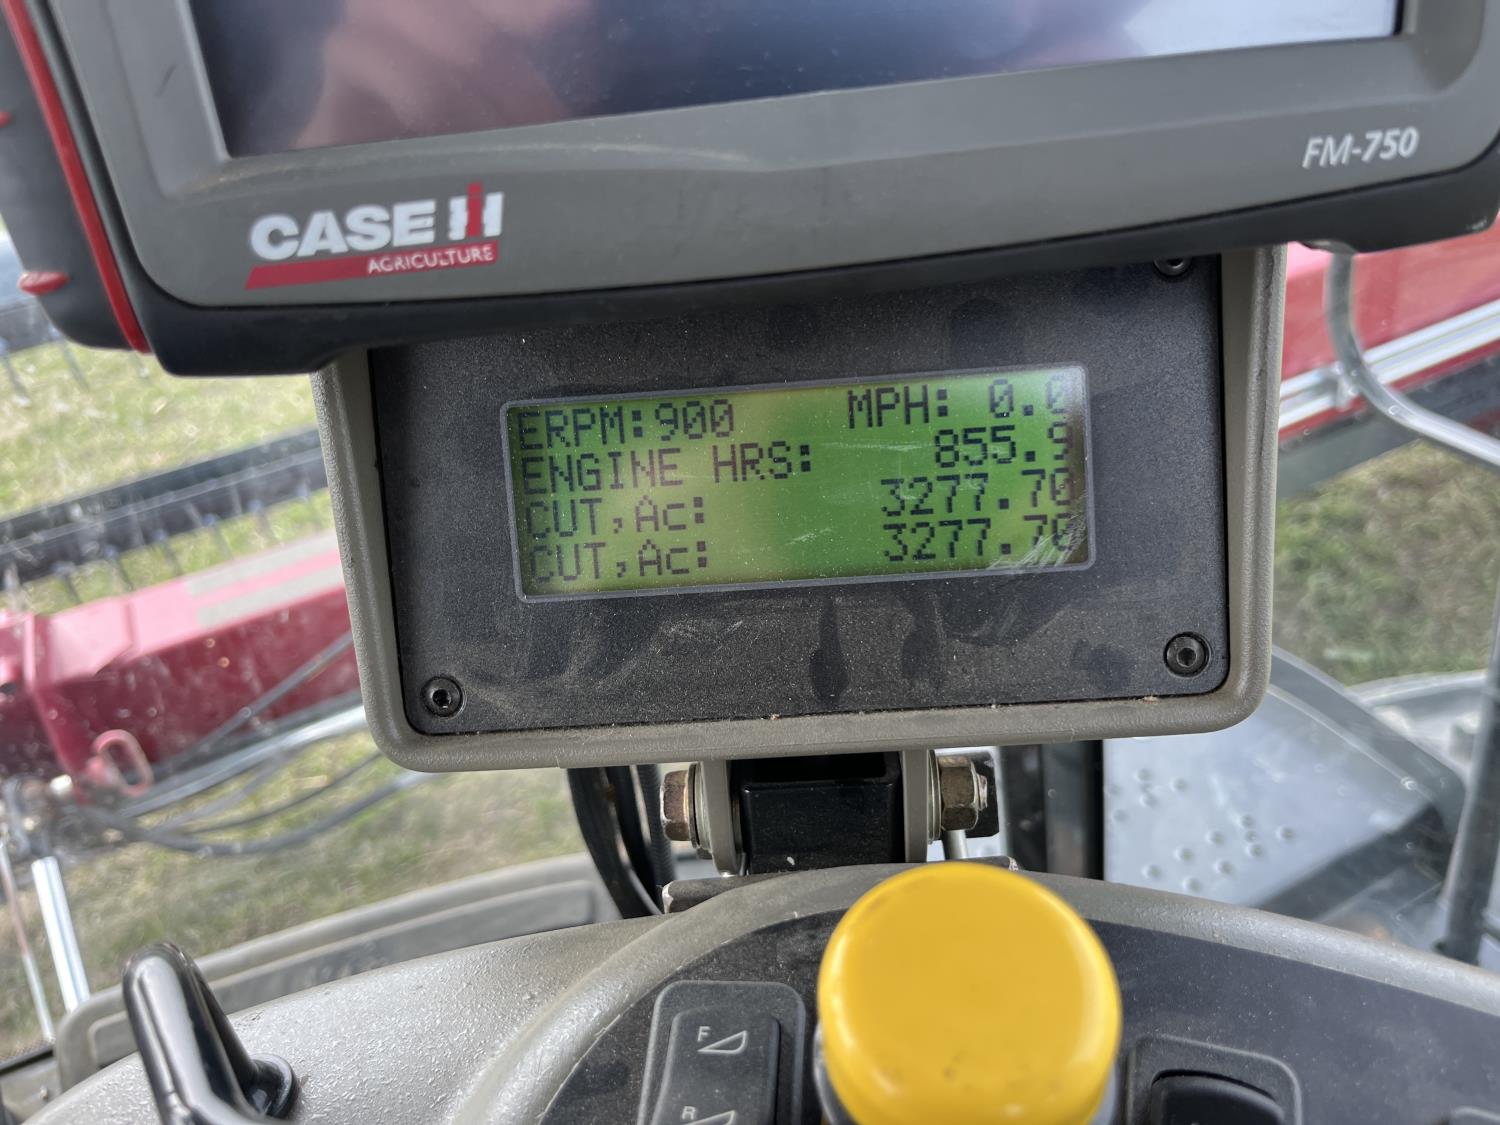 FM-750
CASE IH
AGRICULTURE
ERPM:900 MPH: 0.0
ENGINE HRS: 855.9
CUT,Ac: 3277.70
CUT,Ac: 3277.70
F
R